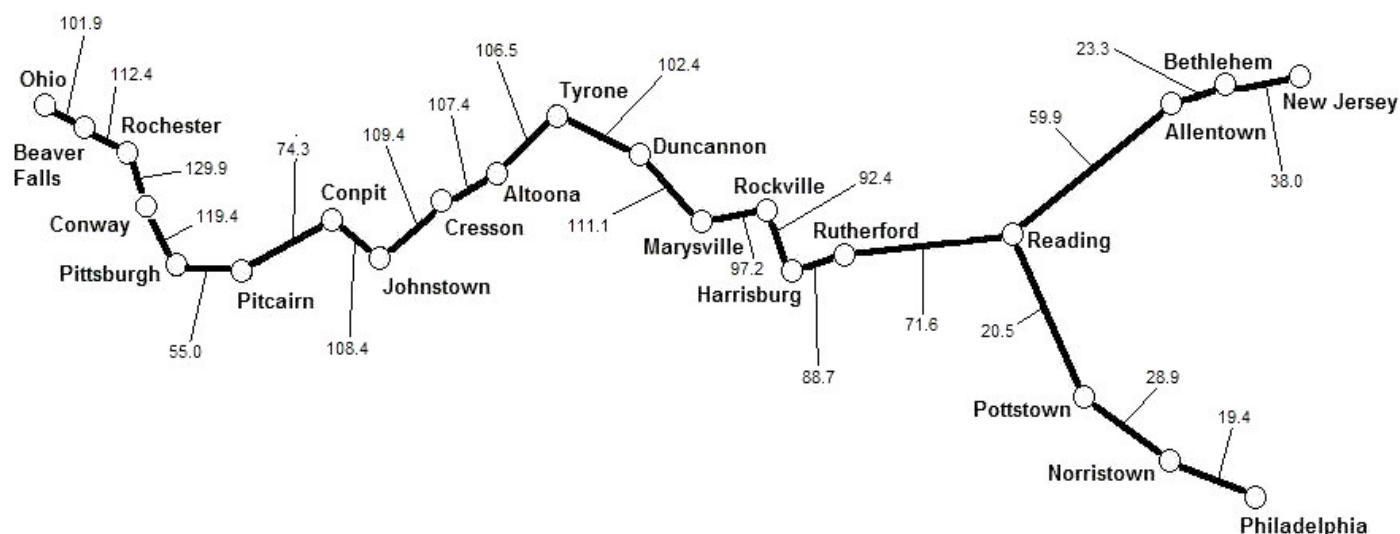 101.9
106.5
23.3
Bethlehem
Ohio
112.4
Tyrone
102.4
New Jersey
107.4
59.9
Allentown
Rochester
74.3
109.4
Duncannon
Beaver
Falls
129.9
Conpit
Altoona
Rockville
92.4
38.0
Conway
119.4
Cresson
111.1
Marysville
Rutherford
Reading
Pittsburgh
97.2
Johnstown
Harrisburg
Pitcairn
71.6
20.5
55.0
108.4
88.7
28.9
Pottstown
19.4
Norristown
Philadelphia